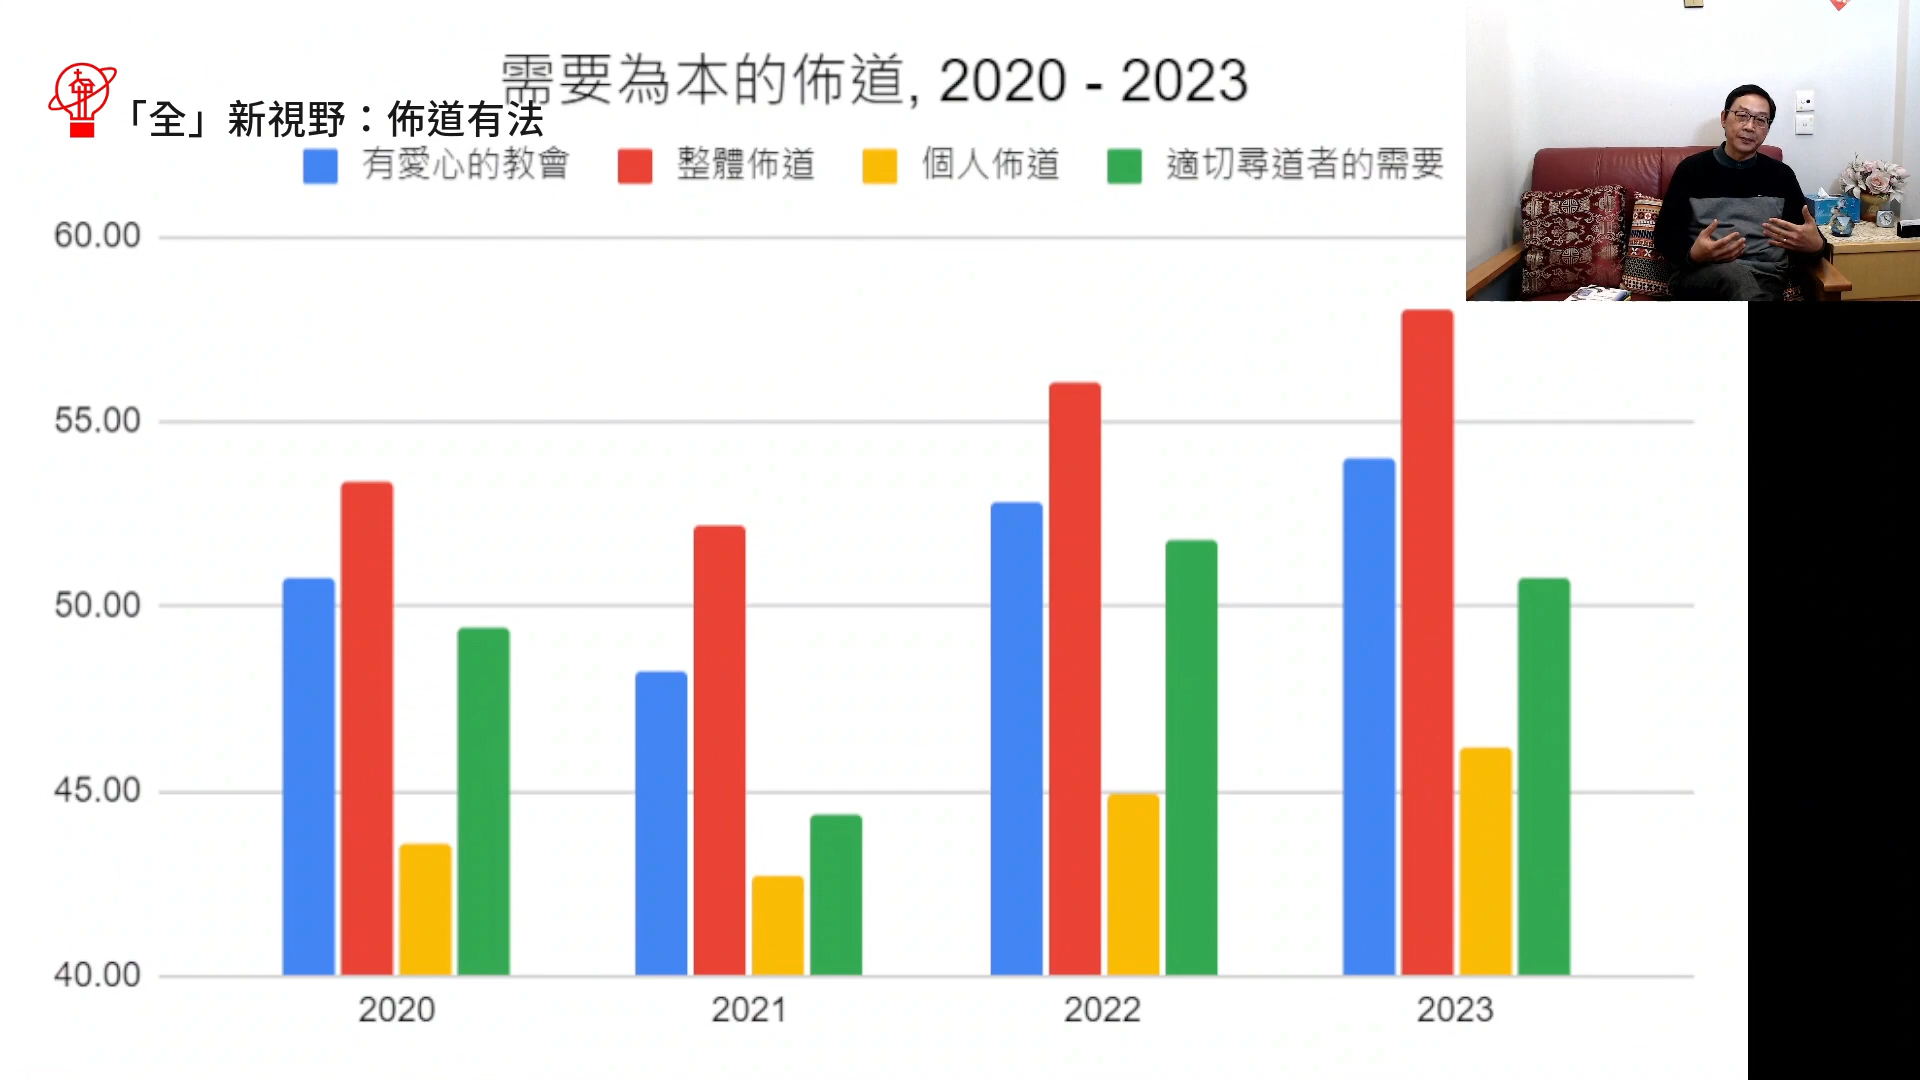 需要為本的佈道, 2020 - 2023
「全」新視野：佈道有法
有愛心的教會 整體佈道 個人佈道 適切尋道者的需要
60.00
55.00
50.00
45.00
40.00
2020 2021 2022 2023